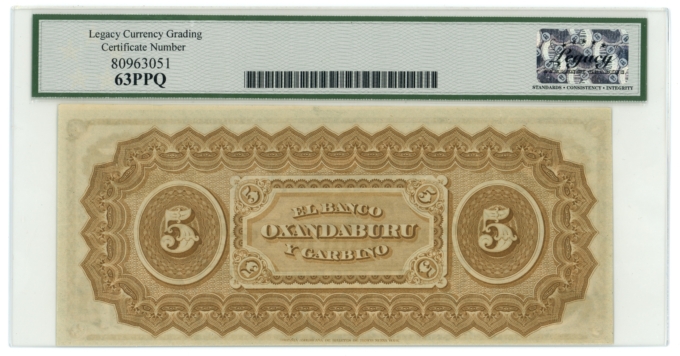 Legacy Currency Grading
Certificate Number
80963051
63PPQ
Legacy
STANDARDS • CONSISTENCY • INTEGRITY
5 5
EL BANCO
5 OXANDABURU 5
Y GARBINO
5 5